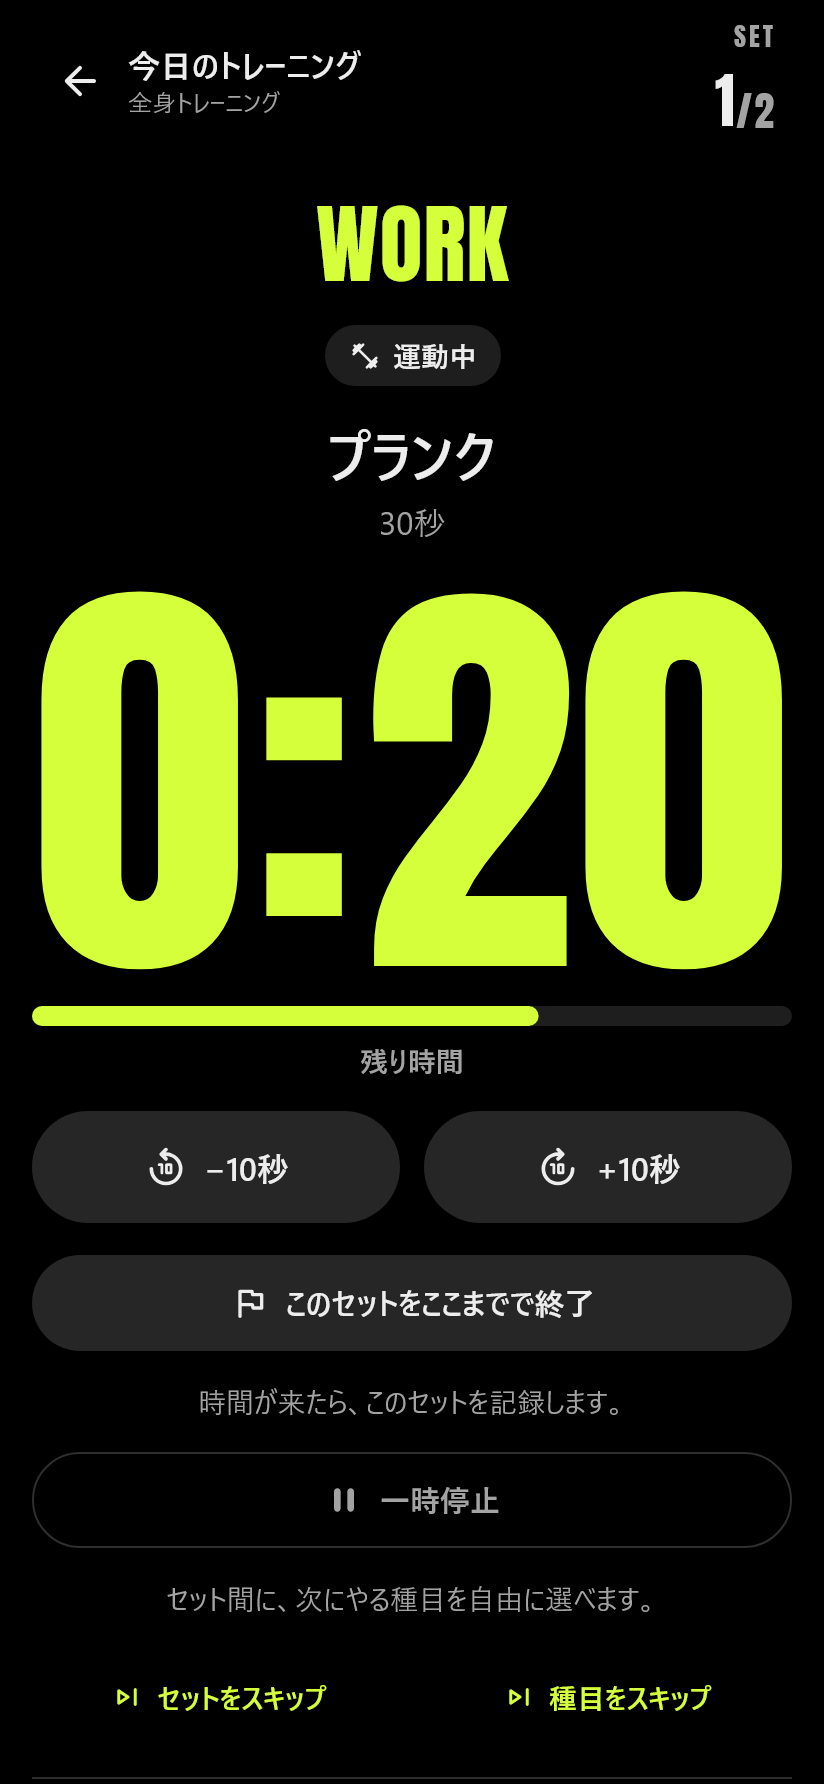 今日のトレーニング
全身トレーニング
SET
1/2
WORK
運動中
プランク
30秒
0:20
残り時間
10 −10秒
10 +10秒
このセットをここまでで終了
時間が来たら、このセットを記録します。
一時停止
セット間に、次にやる種目を自由に選べます。
セットをスキップ
種目をスキップ